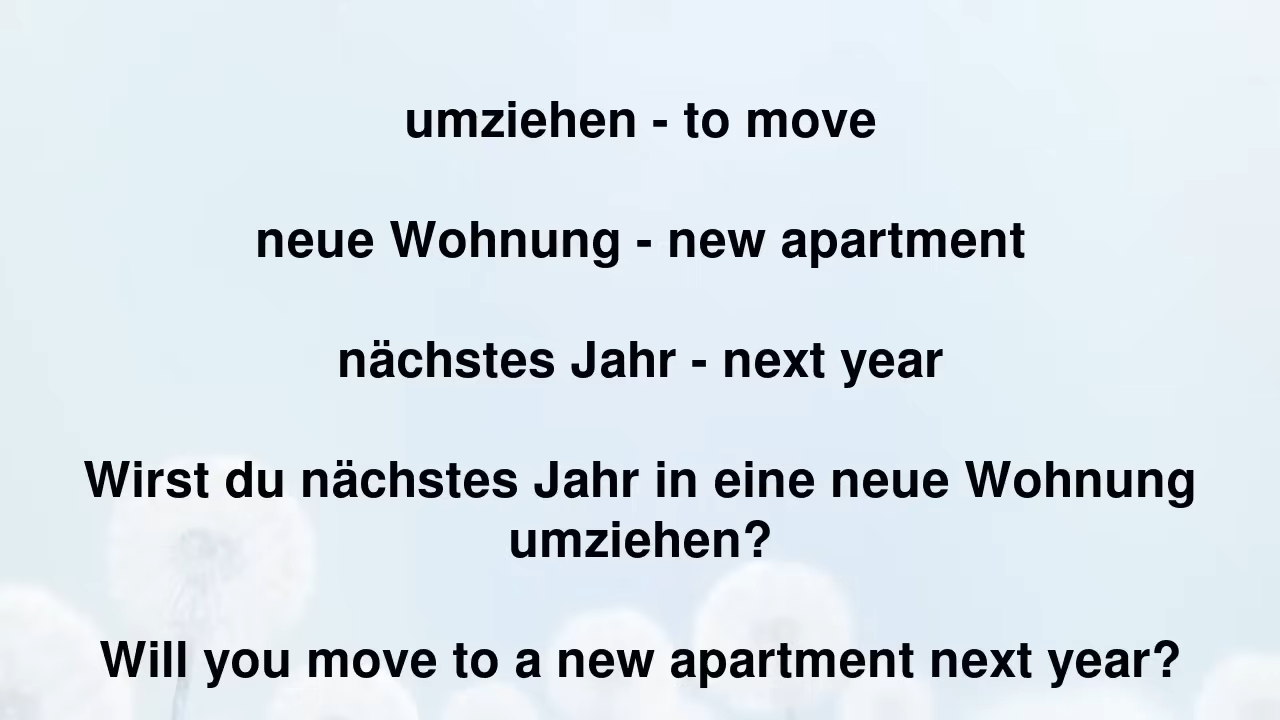 umziehen - to move
neue Wohnung - new apartment
nächstes Jahr - next year
Wirst du nächstes Jahr in eine neue Wohnung
umziehen?
Will you move to a new apartment next year?